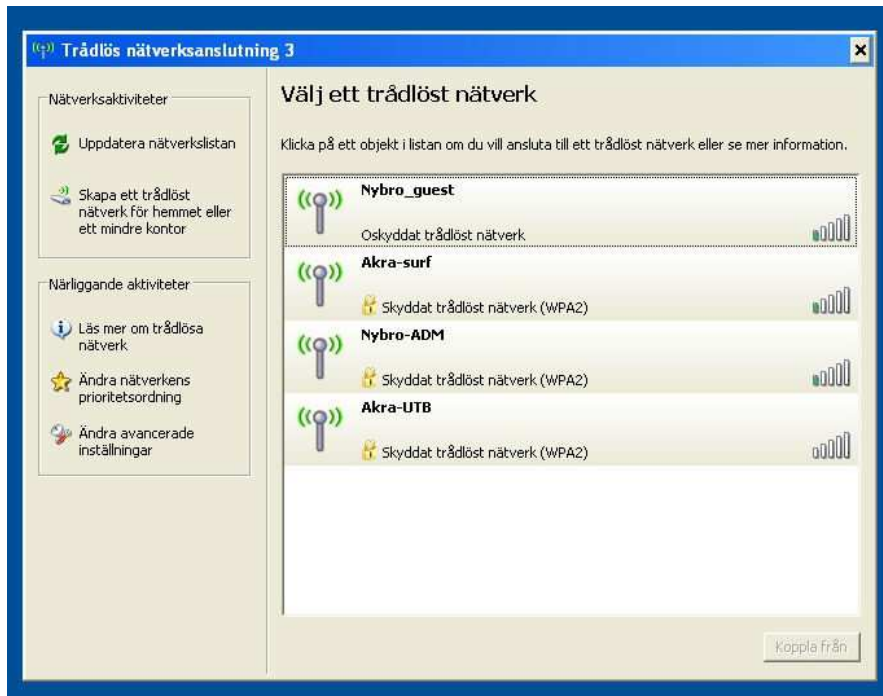 Trådlös nätverksanslutning 3
Nätverksaktiviteter
Uppdatera nätverkslistan
Skapa ett trådlöst
nätverk för hemmet eller
ett mindre kontor
Närliggande aktiviteter
Läs mer om trådlösa
nätverk
Ändra nätverkens
prioritetsordning
Ändra avancerade
inställningar
Välj ett trådlöst nätverk
Klicka på ett objekt i listan om du vill ansluta till ett trådlöst nätverk eller se mer information.
Nybro_guest
Oskyddat trådlöst nätverk
Akra-surf
Skyddat trådlöst nätverk (WPA2)
Nybro-ADM
Skyddat trådlöst nätverk (WPA2)
Akra-UTB
Skyddat trådlöst nätverk (WPA2)
Koppla från